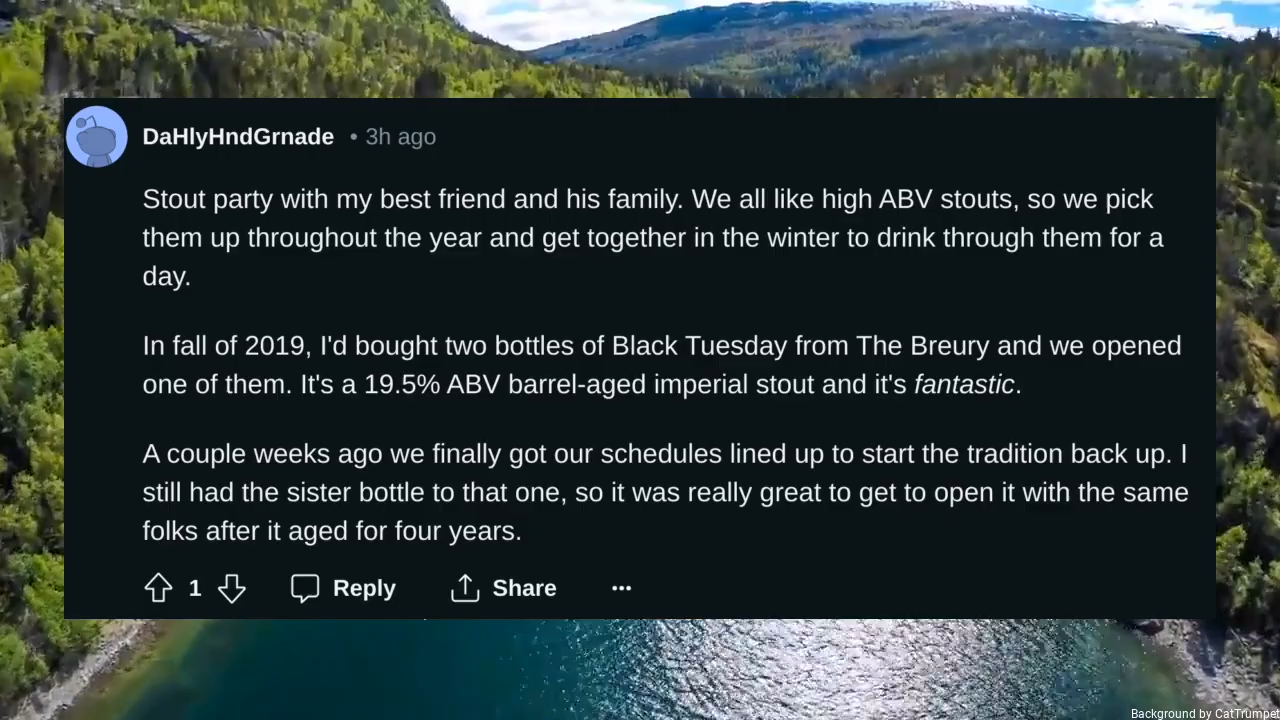 DaHlyHndGrnade • 3h ago
Stout party with my best friend and his family. We all like high ABV stouts, so we pick
them up throughout the year and get together in the winter to drink through them for a
day.
In fall of 2019, I'd bought two bottles of Black Tuesday from The Breury and we opened
one of them. It's a 19.5% ABV barrel-aged imperial stout and it's fantastic.
A couple weeks ago we finally got our schedules lined up to start the tradition back up. I
still had the sister bottle to that one, so it was really great to get to open it with the same
folks after it aged for four years.
1 Reply Share ···
Background by CatTrumpet